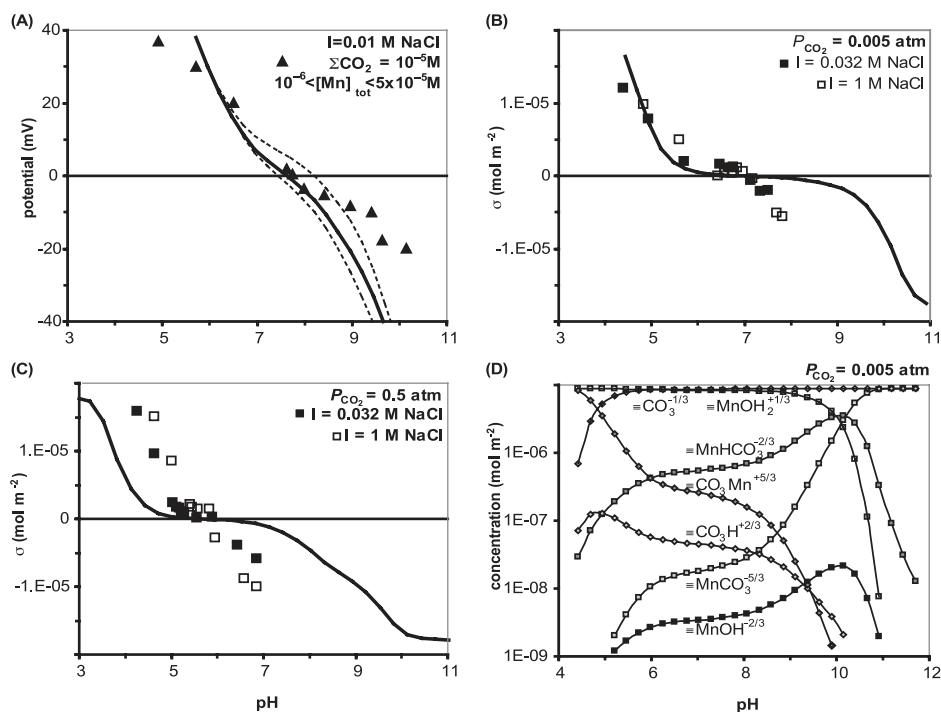 (A)
I=0.01 M NaCl
ΣCO2 = 10⁻⁵M
10⁻⁶<[Mn] tot<5x10⁻⁵M
potential (mV)
40
20
0
-20
-40
3 5 7 9 11
(B)
PCO2 = 0.005 atm
I = 0.032 M NaCl
I = 1 M NaCl
σ (mol m⁻²)
1.E-05
0
-1.E-05
3 5 7 9 11
(C)
PCO2 = 0.5 atm
I = 0.032 M NaCl
I = 1 M NaCl
σ (mol m⁻²)
1.E-05
0
-1.E-05
3 5 7 9 11
pH
(D)
PCO2 = 0.005 atm
≡CO3⁻¹/³ ≡MnOH2⁺¹/³
≡MnHCO3⁻²/³
≡CO3Mn⁺⁵/³
≡CO3H⁺²/³
≡MnCO3⁻⁵/³
≡MnOH⁻²/³
concentration (mol m⁻²)
1E-06
1E-07
1E-08
1E-09
4 6 8 10 12
pH